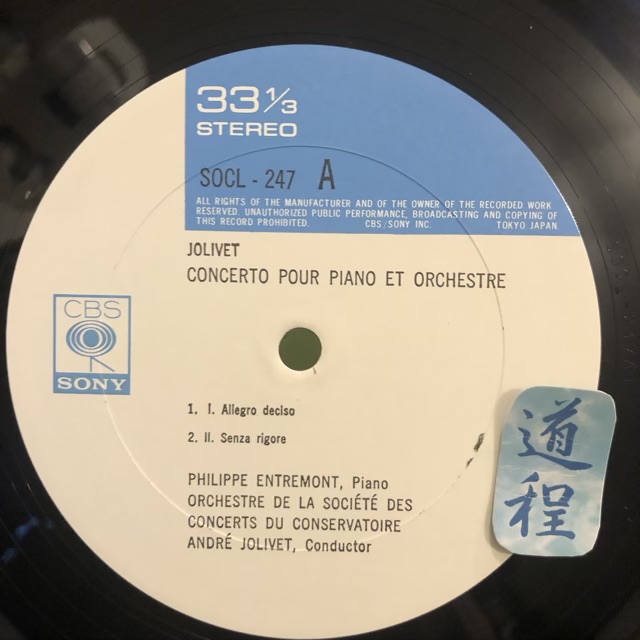 33 1/3
STEREO
SOCL - 247 A
ALL RIGHTS OF THE MANUFACTURER AND OF THE OWNER OF THE RECORDED WORK
RESERVED. UNAUTHORIZED PUBLIC PERFORMANCE, BROADCASTING AND COPYING OF
THIS RECORD PROHIBITED. CBS/SONY INC. TOKYO JAPAN.
JOLIVET
CONCERTO POUR PIANO ET ORCHESTRE
CBS
SONY
1. I. Allegro deciso
2. II. Senza rigore
道程
PHILIPPE ENTREMONT, Piano
ORCHESTRE DE LA SOCIÉTÉ DES
CONCERTS DU CONSERVATOIRE
ANDRÉ JOLIVET, Conductor